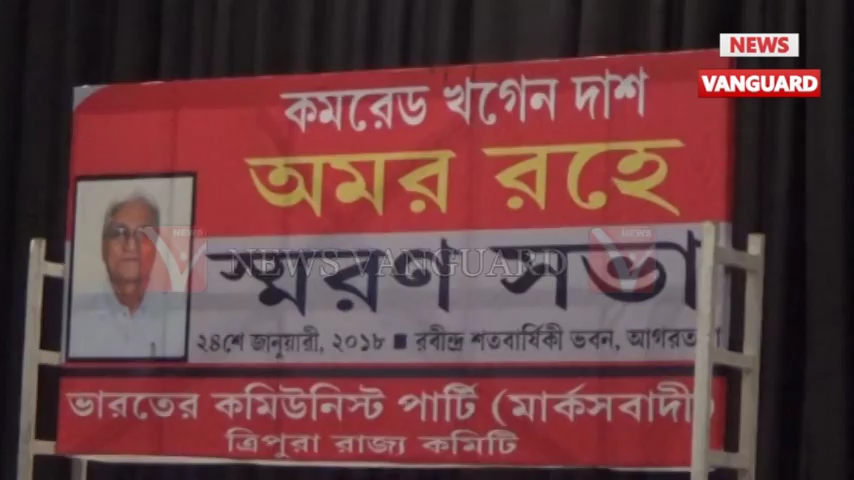 NEWS
VANGUARD
কমরেড খগেন দাশ
অমর রহে
স্মরণ সভা
NEWS VANGUARD
২৪শে জানুয়ারী, ২০১৮ ■ রবীন্দ্র শতবার্ষিকী ভবন, আগরতলা
ভারতের কমিউনিস্ট পার্টি (মার্কসবাদী)
ত্রিপুরা রাজ্য কমিটি